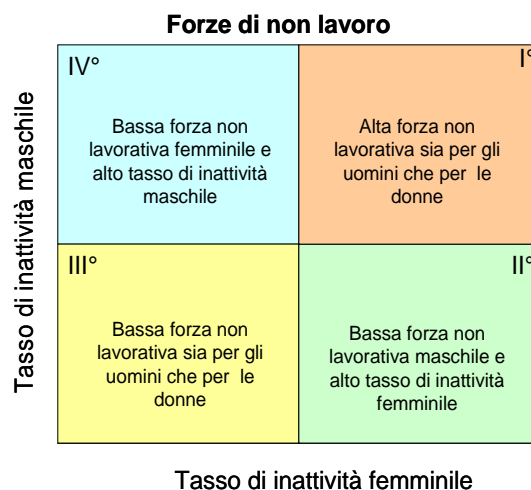 Forze di non lavoro
IV°
Bassa forza non
lavorativa femminile e
alto tasso di inattività
maschile
I°
Alta forza non
lavorativa sia per gli
uomini che per le
donne
III°
Bassa forza non
lavorativa sia per gli
uomini che per le
donne
II°
Bassa forza non
lavorativa maschile e
alto tasso di inattività
femminile
Tasso di inattività maschile
Tasso di inattività femminile